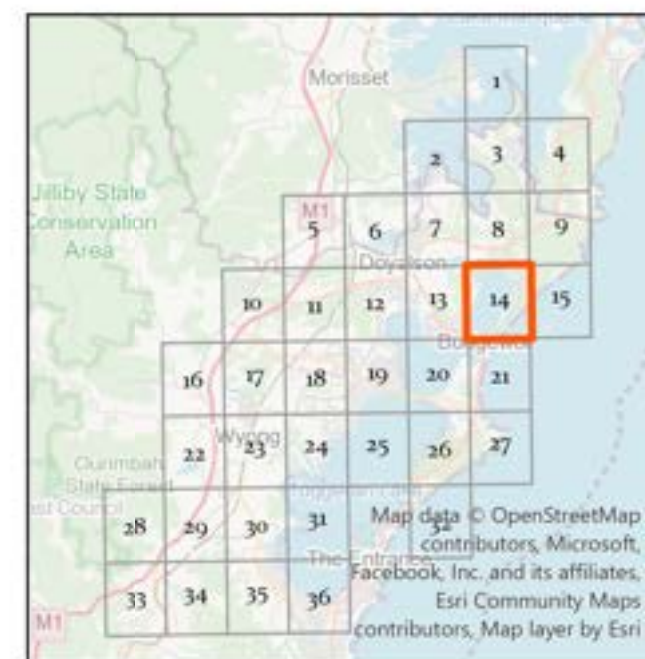 Morisset
1
2
3
4
Jilliby State
Conservation
Area
M1
5
6
7
8
9
Doyalson
10
11
12
13
14
15
16
17
18
19
20
21
Wyong
22
23
24
25
26
27
Ourimbah
State Forest
ast Council
28
29
30
31
32
The Entrance
33
34
35
36
M1
Map data © OpenStreetMap
contributors, Microsoft,
Facebook, Inc. and its affiliates,
Esri Community Maps
contributors, Map layer by Esri